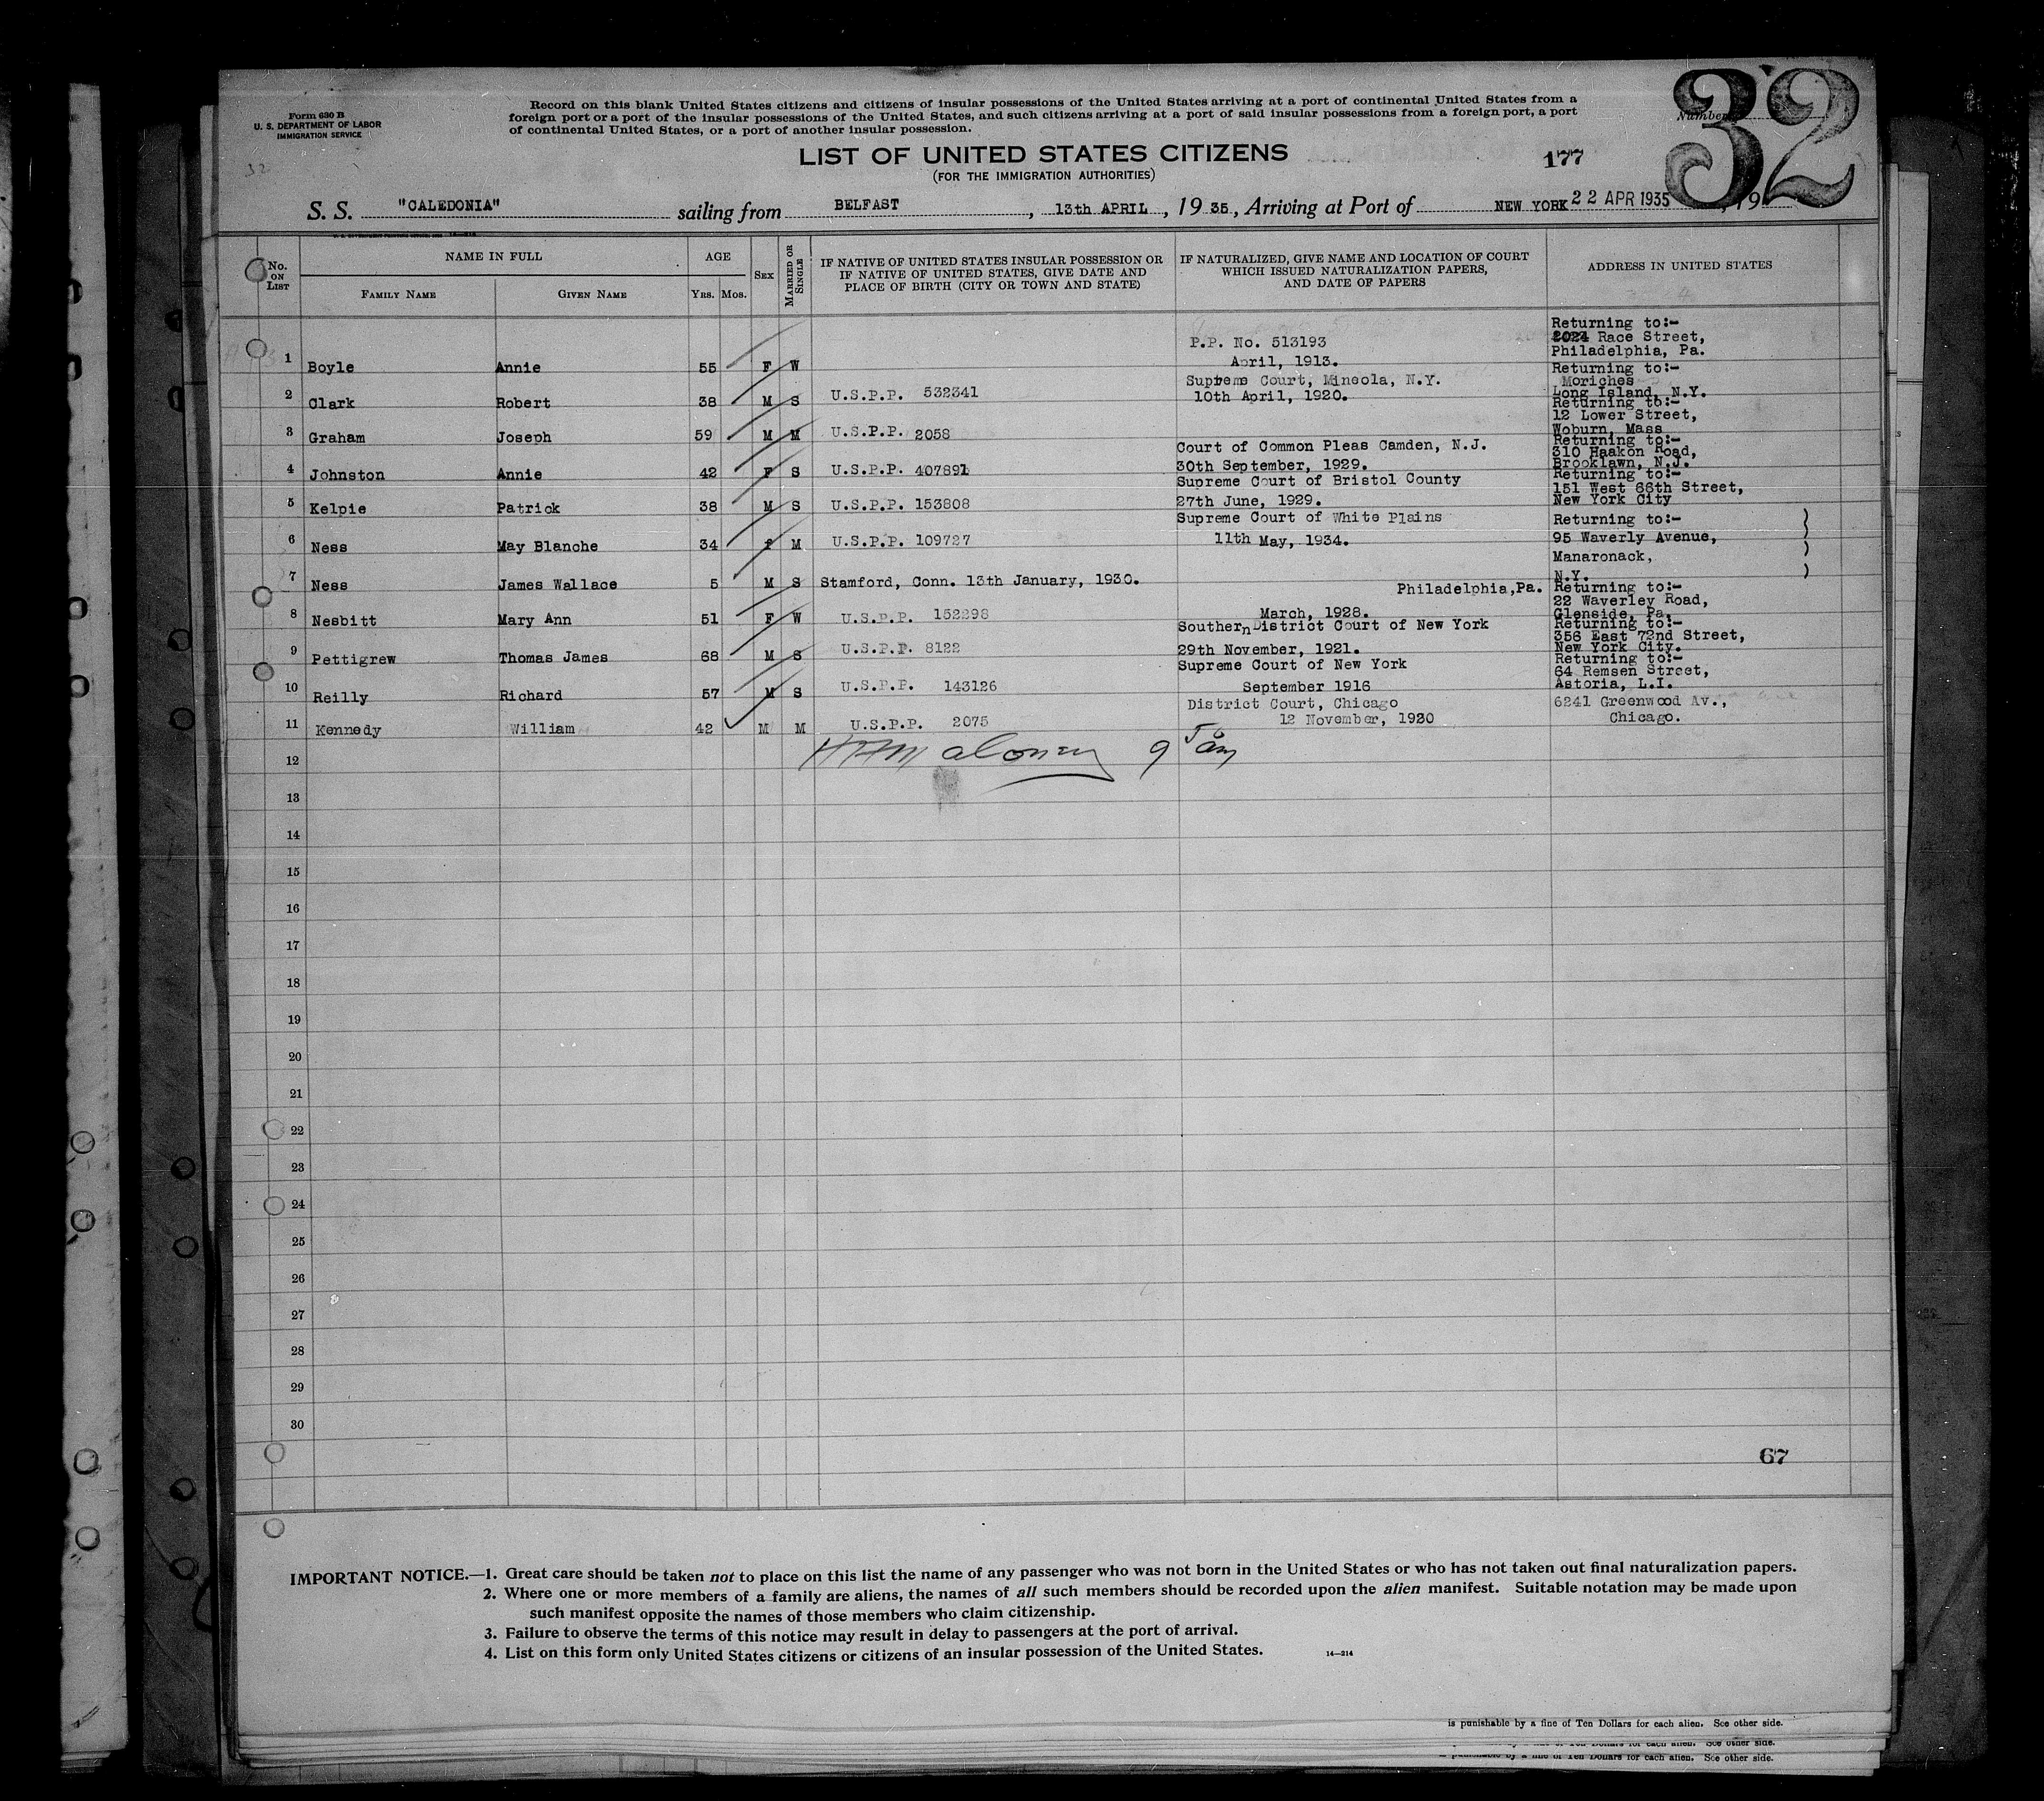 Form 630 B
U. S. DEPARTMENT OF LABOR
IMMIGRATION SERVICE
Record on this blank United States citizens and citizens of insular possessions of the United States arriving at a port of continental United States from a
foreign port or a port of the insular possessions of the United States, and such citizens arriving at a port of said insular possessions from a foreign port, a port
of continental United States, or a port of another insular possession.
Number
32
32
LIST OF UNITED STATES CITIZENS
177
(FOR THE IMMIGRATION AUTHORITIES)
S. S. "CALEDONIA" sailing from BELFAST, 13th APRIL, 19 35, Arriving at Port of NEW YORK 22 APR 1935, 19
No. ON LIST
NAME IN FULL
FAMILY NAME
GIVEN NAME
AGE
YRS. MOS.
SEX
MARRIED OR SINGLE
IF NATIVE OF UNITED STATES INSULAR POSSESSION OR
IF NATIVE OF UNITED STATES, GIVE DATE AND
PLACE OF BIRTH (CITY OR TOWN AND STATE)
IF NATURALIZED, GIVE NAME AND LOCATION OF COURT
WHICH ISSUED NATURALIZATION PAPERS,
AND DATE OF PAPERS
ADDRESS IN UNITED STATES
1 Boyle Annie 55 F W
P.P. No. 513193
April, 1913.
Returning to:-
2024 Race Street,
Philadelphia, Pa.
2 Clark Robert 38 M S U.S.P.P. 532341
Supreme Court, Mineola, N.Y.
10th April, 1920.
Returning to:-
Moriches
Long Island, N.Y.
3 Graham Joseph 59 M M U.S.P.P. 2058
Returning to:-
12 Lower Street,
Woburn, Mass
4 Johnston Annie 42 F S U.S.P.P. 407891
Court of Common Pleas Camden, N.J.
30th September, 1929.
Returning to:-
310 Haakon Road,
Brooklawn, N.J.
5 Kelpie Patrick 38 M S U.S.P.P. 153808
Supreme Court of Bristol County
27th June, 1929.
Returning to:-
151 West 66th Street,
New York City
6 Ness May Blanche 34 f M U.S.P.P. 109727
Supreme Court of White Plains
11th May, 1934.
Returning to:-
95 Waverly Avenue,
Manaronack,
N.Y.
7 Ness James Wallace 5 M S Stamford, Conn. 13th January, 1930.
8 Nesbitt Mary Ann 51 F W U.S.P.P. 152298
Philadelphia, Pa.
March, 1928.
Returning to:-
22 Waverley Road,
Glenside, Pa.
9 Pettigrew Thomas James 68 M S U.S.P.P. 8122
Southern District Court of New York
29th November, 1921.
Returning to:-
356 East 72nd Street,
New York City.
10 Reilly Richard 57 M S U.S.P.P. 143126
Supreme Court of New York
September 1916
Returning to:-
64 Remsen Street,
Astoria, L.I.
11 Kennedy William 42 M M U.S.P.P. 2075
District Court, Chicago
12 November, 1920
6241 Greenwood Av.,
Chicago.
12
13
14
15
16
17
18
19
20
21
22
23
24
25
26
27
28
29
30
67
IMPORTANT NOTICE.—1. Great care should be taken not to place on this list the name of any passenger who was not born in the United States or who has not taken out final naturalization papers.
2. Where one or more members of a family are aliens, the names of all such members should be recorded upon the alien manifest. Suitable notation may be made upon
such manifest opposite the names of those members who claim citizenship.
3. Failure to observe the terms of this notice may result in delay to passengers at the port of arrival.
4. List on this form only United States citizens or citizens of an insular possession of the United States.
14—214
is punishable by a fine of Ten Dollars for each alien. See other side.
See other side.
is punishable by a fine of Ten Dollars for each alien. See other side.